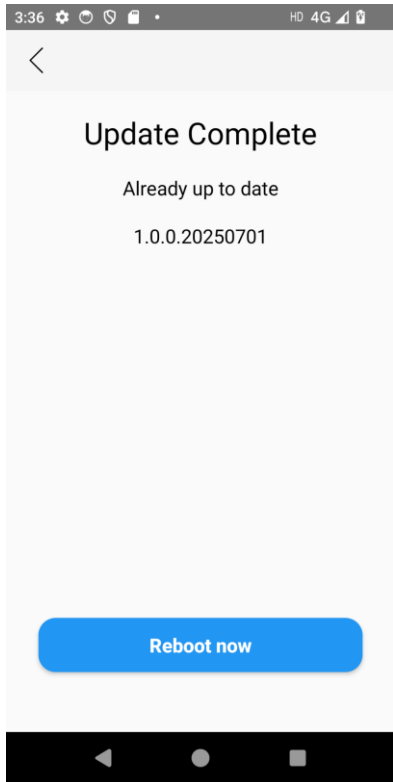 3:36 HD 4G
Update Complete
Already up to date
1.0.0.20250701
Reboot now